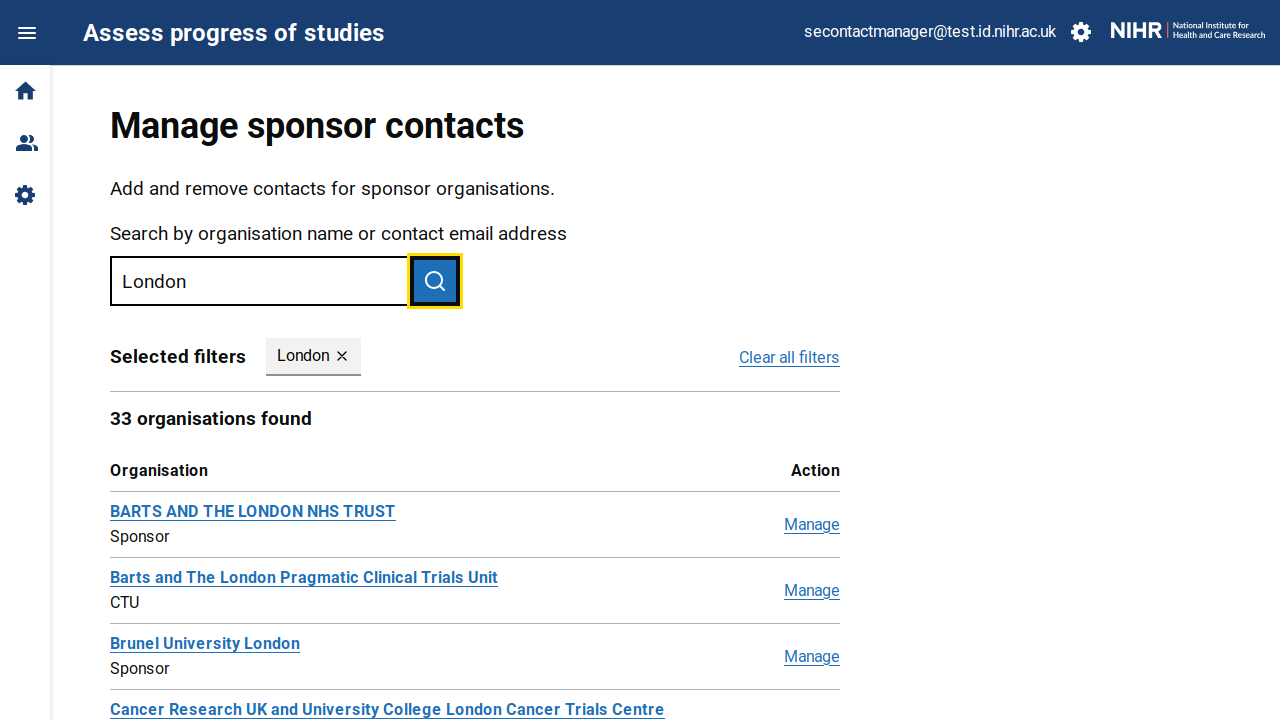 Assess progress of studies
secontactmanager@test.id.nihr.ac.uk
NIHR
National Institute for
Health and Care Research
Manage sponsor contacts
Add and remove contacts for sponsor organisations.
Search by organisation name or contact email address
London
Selected filters
London
Clear all filters
33 organisations found
Organisation
Action
BARTS AND THE LONDON NHS TRUST
Sponsor
Manage
Barts and The London Pragmatic Clinical Trials Unit
CTU
Manage
Brunel University London
Sponsor
Manage
Cancer Research UK and University College London Cancer Trials Centre